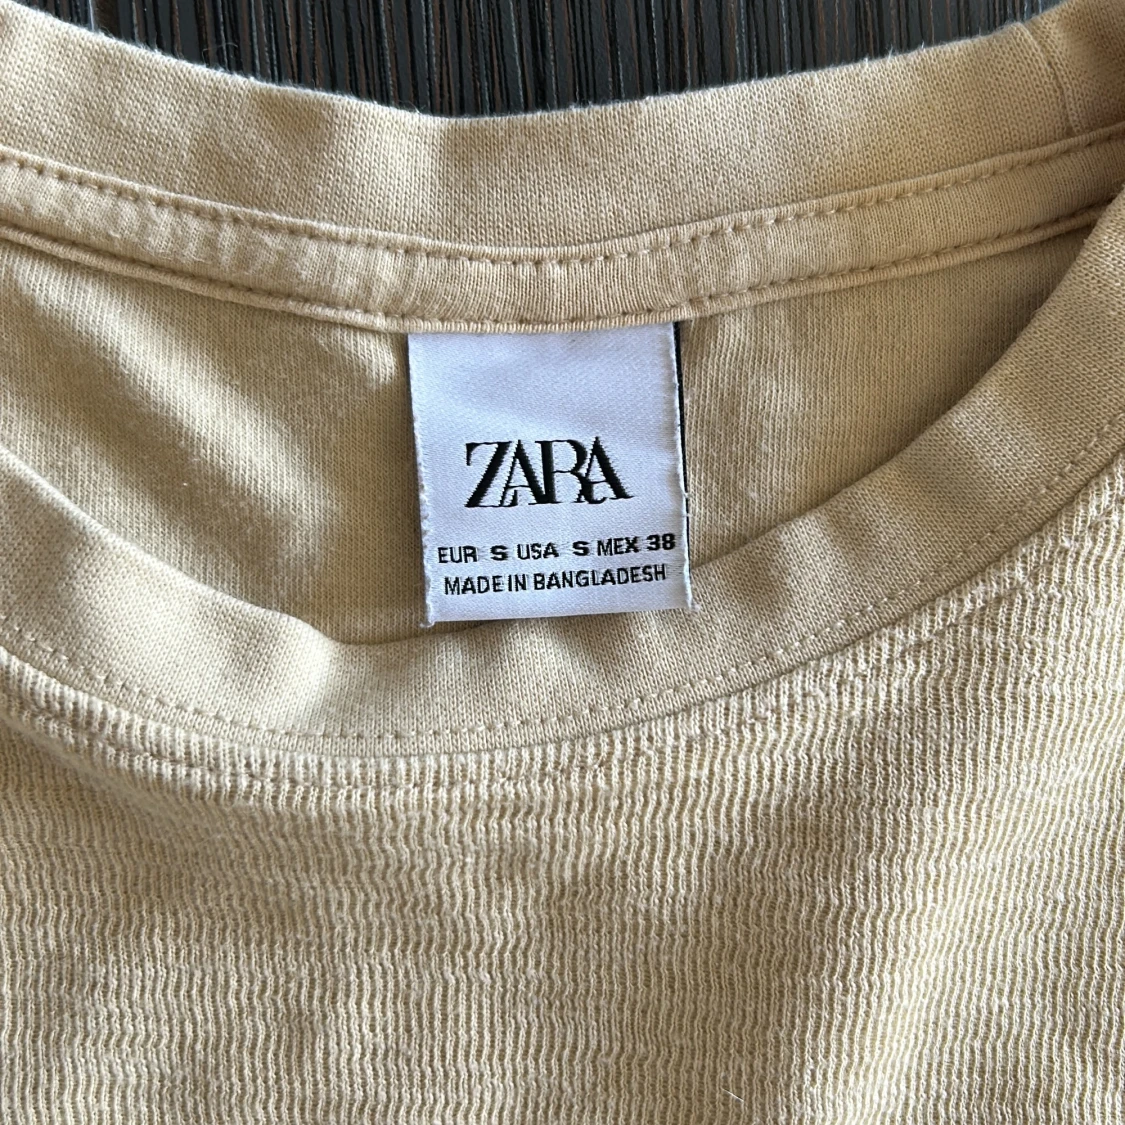 ZARA
EUR S USA S MEX 38
MADE IN BANGLADESH